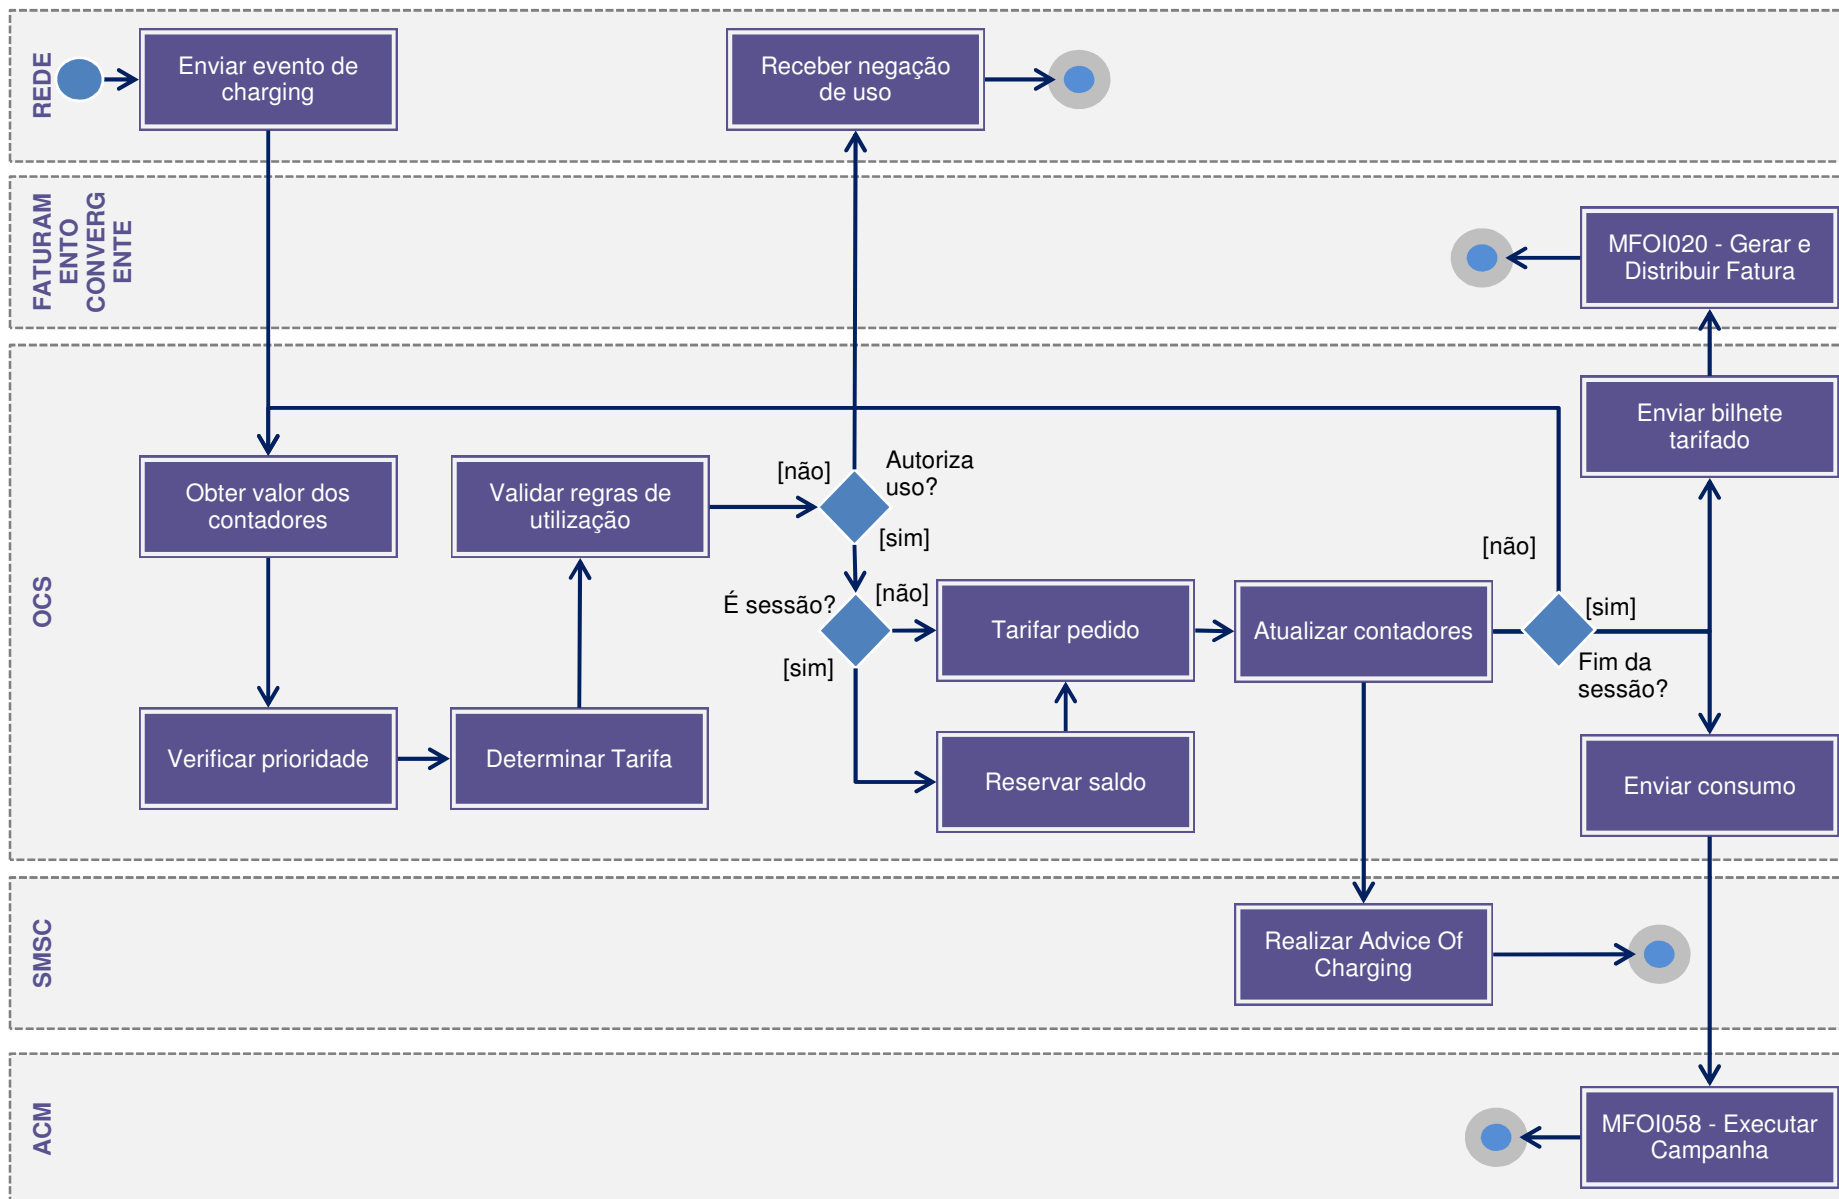 REDE
Enviar evento de
charging
Receber negação
de uso
FATURAM
ENTO
CONVERG
ENTE
MFOI020 - Gerar e
Distribuir Fatura
OCS
Enviar bilhete
tarifado
Obter valor dos
contadores
Validar regras de
utilização
[não]
Autoriza
uso?
[sim]
É sessão?
[não]
[sim]
Tarifar pedido
Atualizar contadores
[não]
[sim]
Fim da
sessão?
Verificar prioridade
Determinar Tarifa
Reservar saldo
Enviar consumo
SMSC
Realizar Advice Of
Charging
ACM
MFOI058 - Executar
Campanha